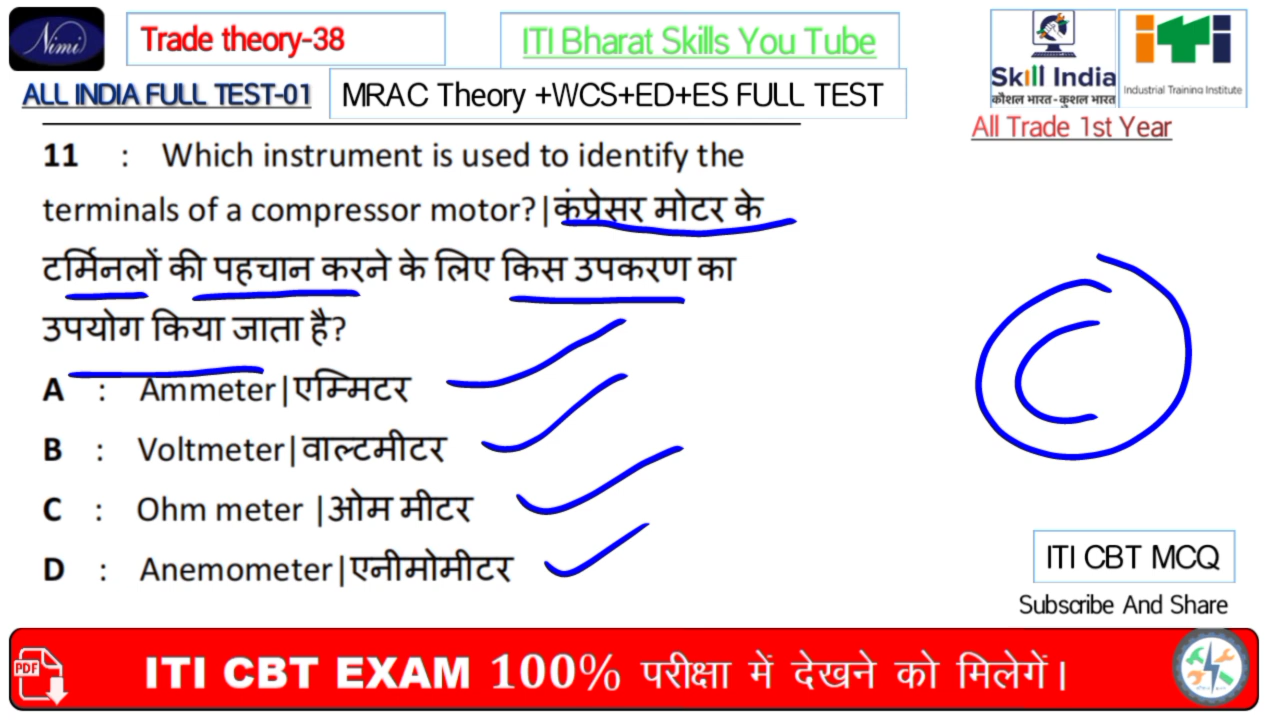 Nimi
Trade theory-38
ITI Bharat Skills You Tube
Skill India
कौशल भारत-कुशल भारत
iTi
Industrial Training Institute
ALL INDIA FULL TEST-01
MRAC Theory +WCS+ED+ES FULL TEST
All Trade 1st Year
11 : Which instrument is used to identify the
terminals of a compressor motor?|कंप्रेसर मोटर के
टर्मिनलों की पहचान करने के लिए किस उपकरण का
उपयोग किया जाता है?
A : Ammeter|एम्मिटर
B : Voltmeter|वाल्टमीटर
C : Ohm meter |ओम मीटर
D : Anemometer|एनीमोमीटर
C
ITI CBT MCQ
Subscribe And Share
PDF
ITI CBT EXAM 100% परीक्षा में देखने को मिलेगें।